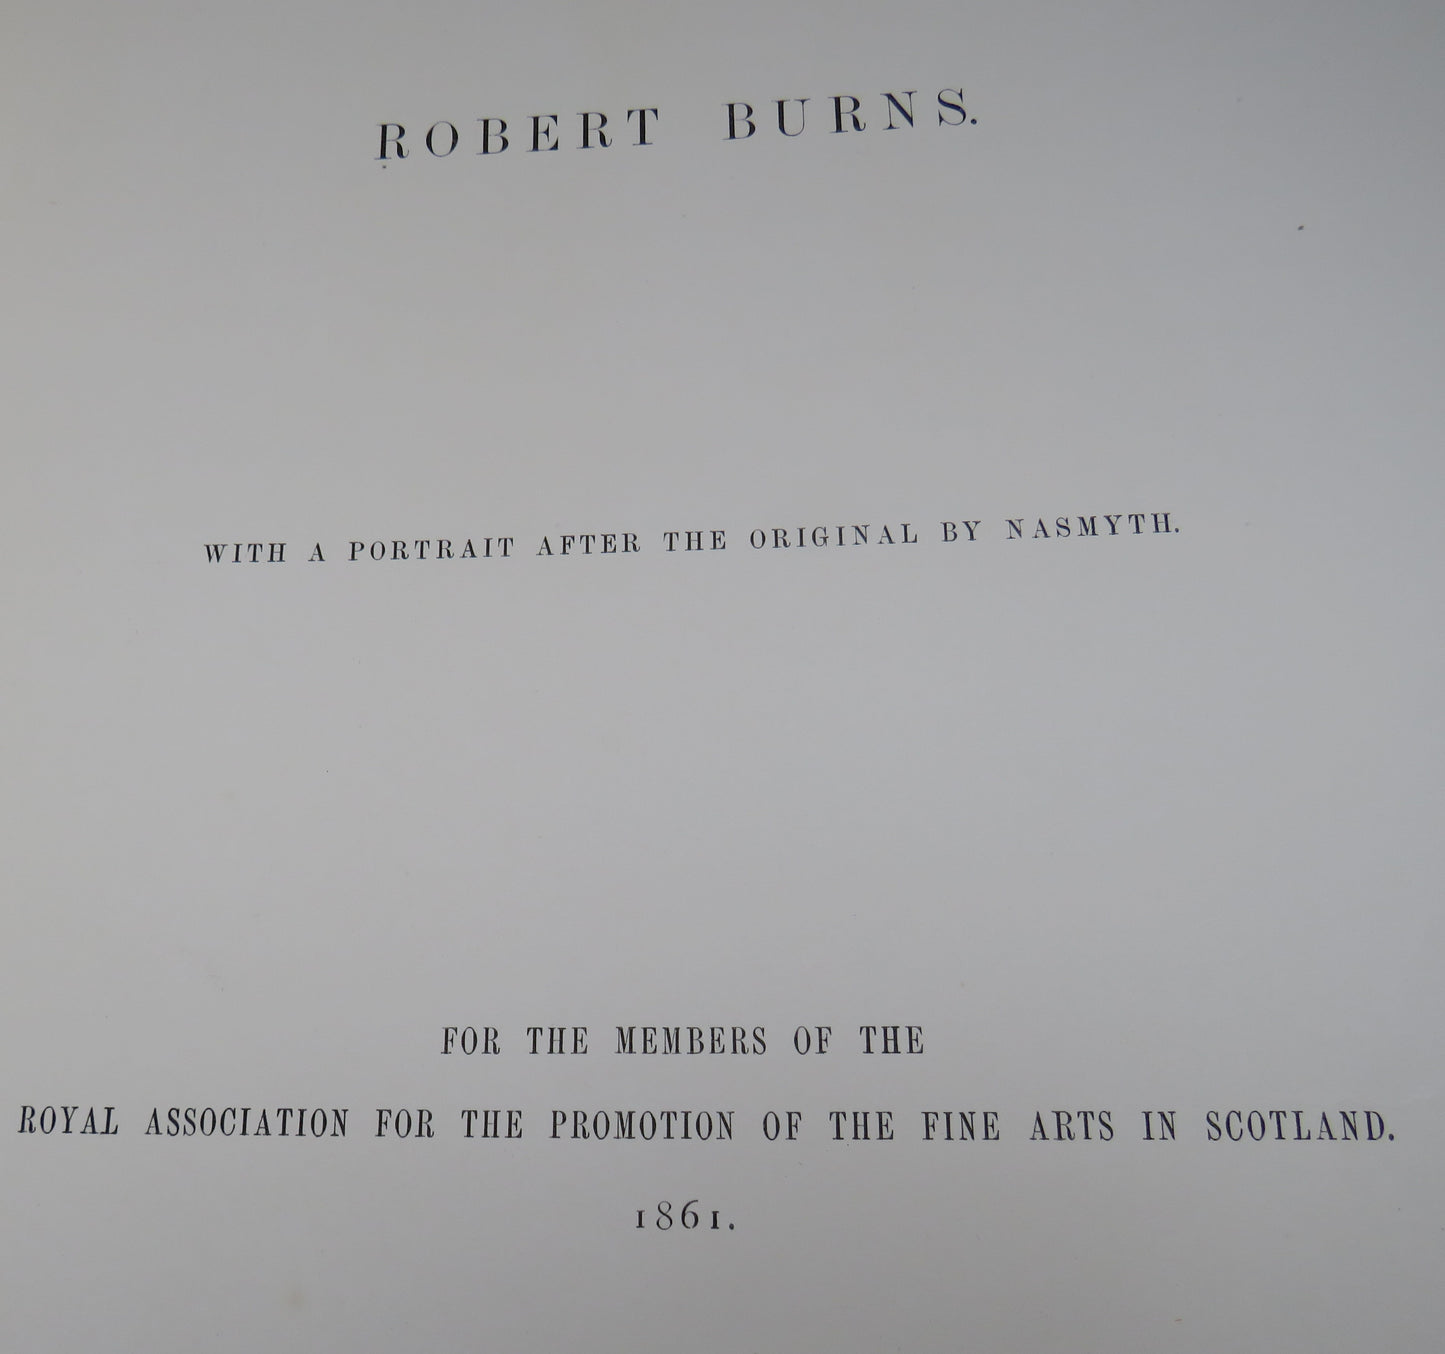 ROBERT BURNS.
WITH A PORTRAIT AFTER THE ORIGINAL BY NASMYTH.
FOR THE MEMBERS OF THE
ROYAL ASSOCIATION FOR THE PROMOTION OF THE FINE ARTS IN SCOTLAND.
1861.